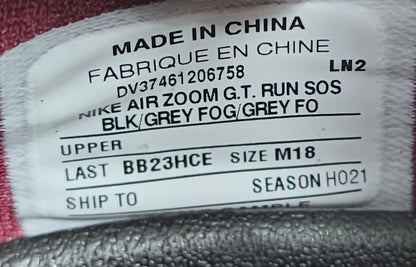 MADE IN CHINA
FABRIQUE EN CHINE
DV37461206758 LN2
NIKE AIR ZOOM G.T. RUN SOS
BLK/GREY FOG/GREY FO
UPPER
LAST BB23HCE SIZE M18
SEASON HO21
SHIP TO